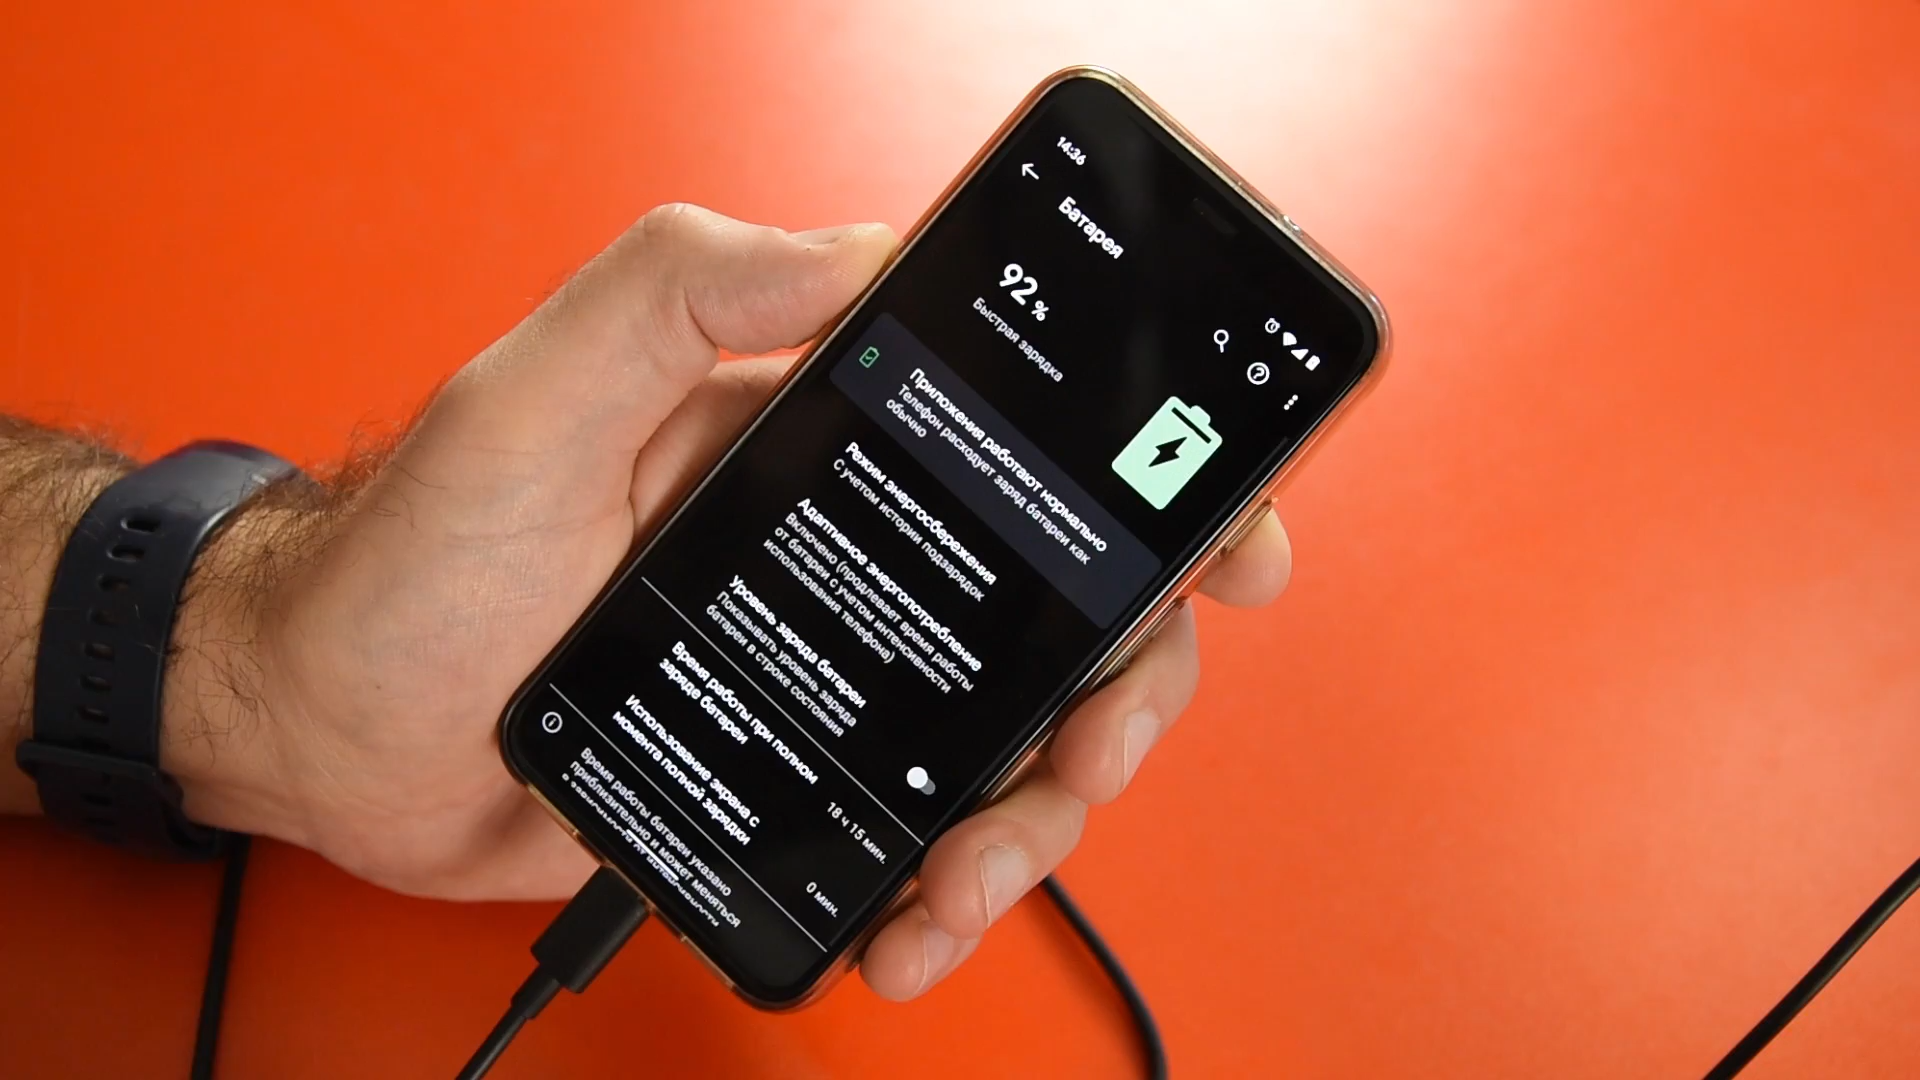 14:36
Батарея
92 %
Быстрая зарядка
Приложения работают нормально
Телефон расходует заряд батареи как
обычно
Режим энергосбережения
С учетом истории подзарядок
Адаптивное энергопотребление
Включено (продлевает время работы
от батареи с учетом интенсивности
использования телефона)
Уровень заряда батареи
Показывать уровень заряда
батареи в строке состояния
Время работы при полном
заряде батареи
18 ч 15 мин.
Использование экрана с
момента полной зарядки
0 мин.
Время работы батареи указано
приблизительно и может меняться